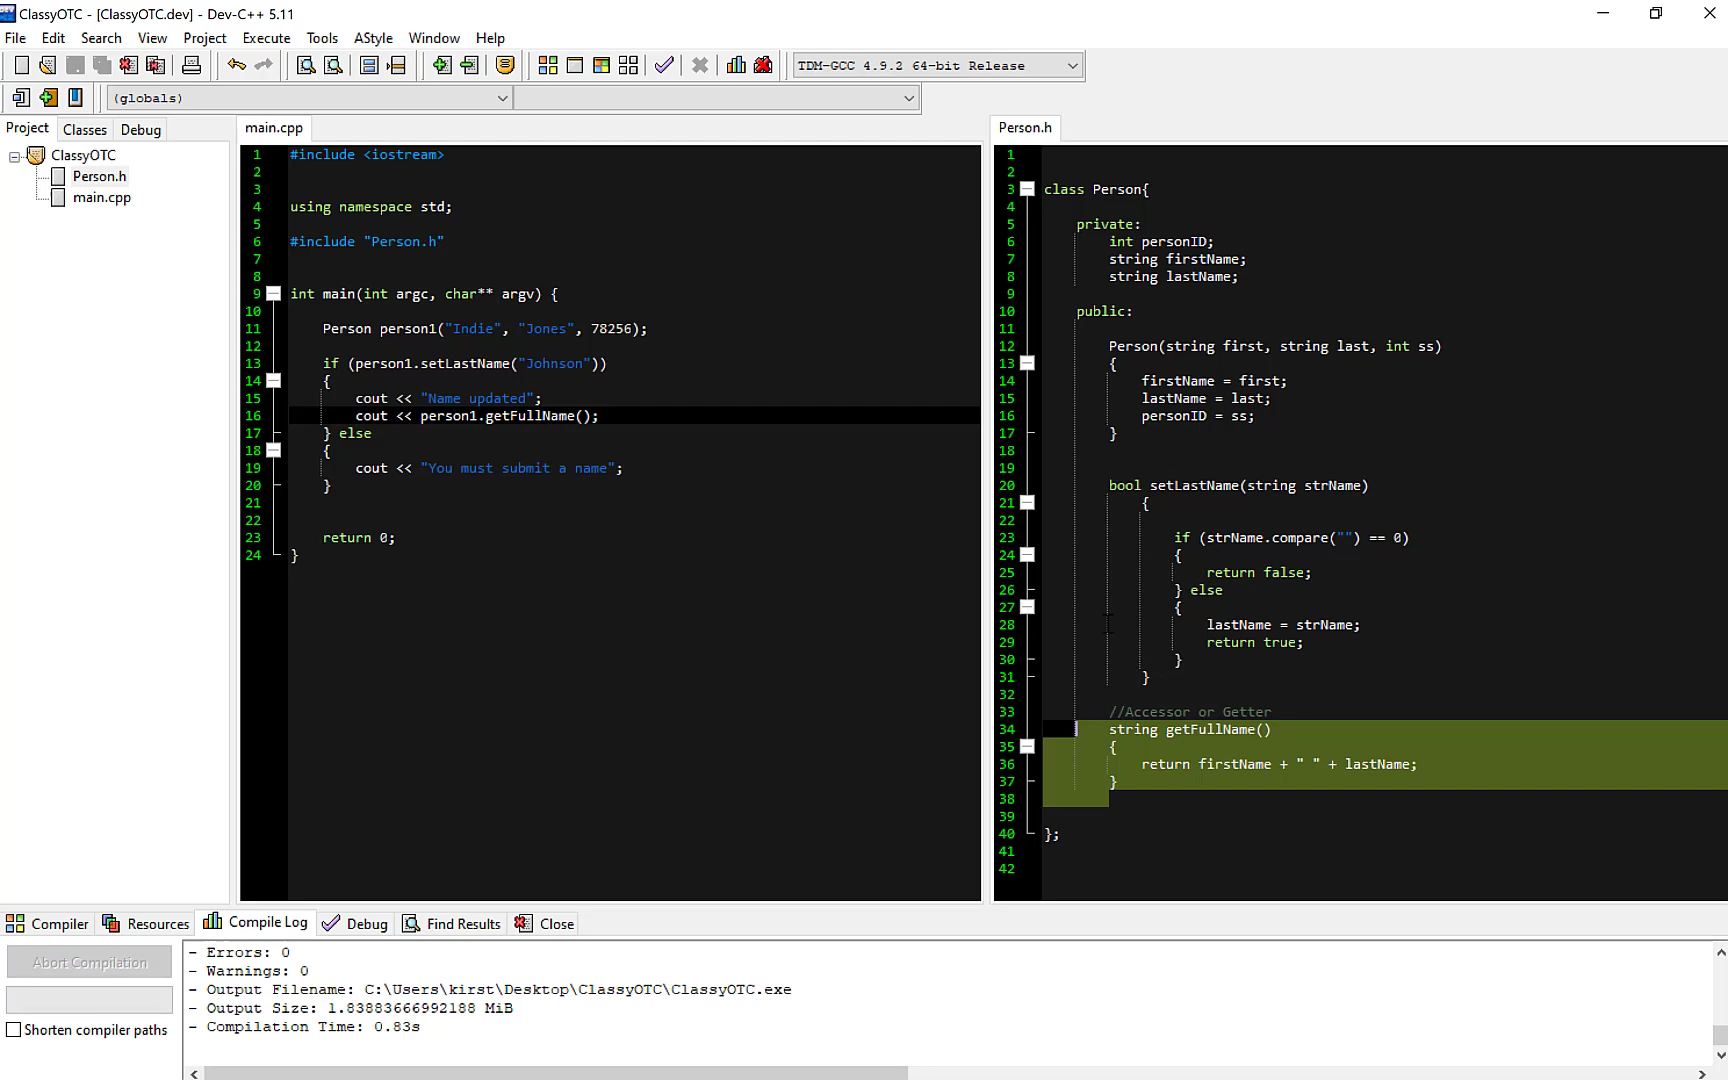 ClassyOTC - [ClassyOTC.dev] - Dev-C++ 5.11
File Edit Search View Project Execute Tools AStyle Window Help
TDM-GCC 4.9.2 64-bit Release
(globals)
Project Classes Debug
ClassyOTC
Person.h
main.cpp
main.cpp
1 #include <iostream>
2
3
4 using namespace std;
5
6 #include "Person.h"
7
8
9 int main(int argc, char** argv) {
10
11 Person person1("Indie", "Jones", 78256);
12
13 if (person1.setLastName("Johnson"))
14 {
15 cout << "Name updated";
16 cout << person1.getFullName();
17 } else
18 {
19 cout << "You must submit a name";
20 }
21
22
23 return 0;
24 }
Person.h
1
2
3 class Person{
4
5 private:
6 int personID;
7 string firstName;
8 string lastName;
9
10 public:
11
12 Person(string first, string last, int ss)
13 {
14 firstName = first;
15 lastName = last;
16 personID = ss;
17 }
18
19
20 bool setLastName(string strName)
21 {
22
23 if (strName.compare("") == 0)
24 {
25 return false;
26 } else
27 {
28 lastName = strName;
29 return true;
30 }
31 }
32
33 //Accessor or Getter
34 string getFullName()
35 {
36 return firstName + " " + lastName;
37 }
38
39
40 };
41
42
Compiler Resources Compile Log Debug Find Results Close
Abort Compilation
Shorten compiler paths
- Errors: 0
- Warnings: 0
- Output Filename: C:\Users\kirst\Desktop\ClassyOTC\ClassyOTC.exe
- Output Size: 1.83883666992188 MiB
- Compilation Time: 0.83s